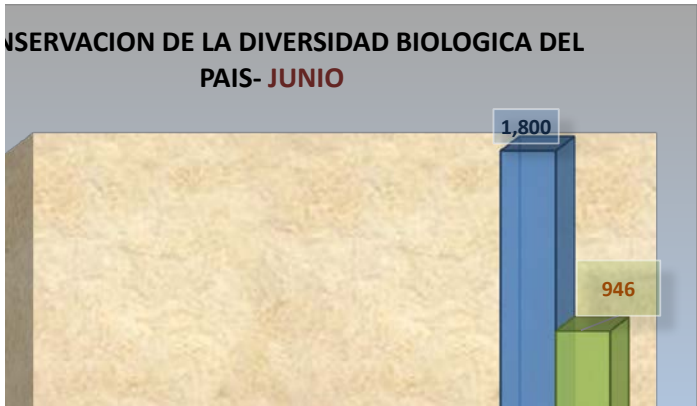 NSERVACION DE LA DIVERSIDAD BIOLOGICA DEL
PAIS- JUNIO
1,800
946